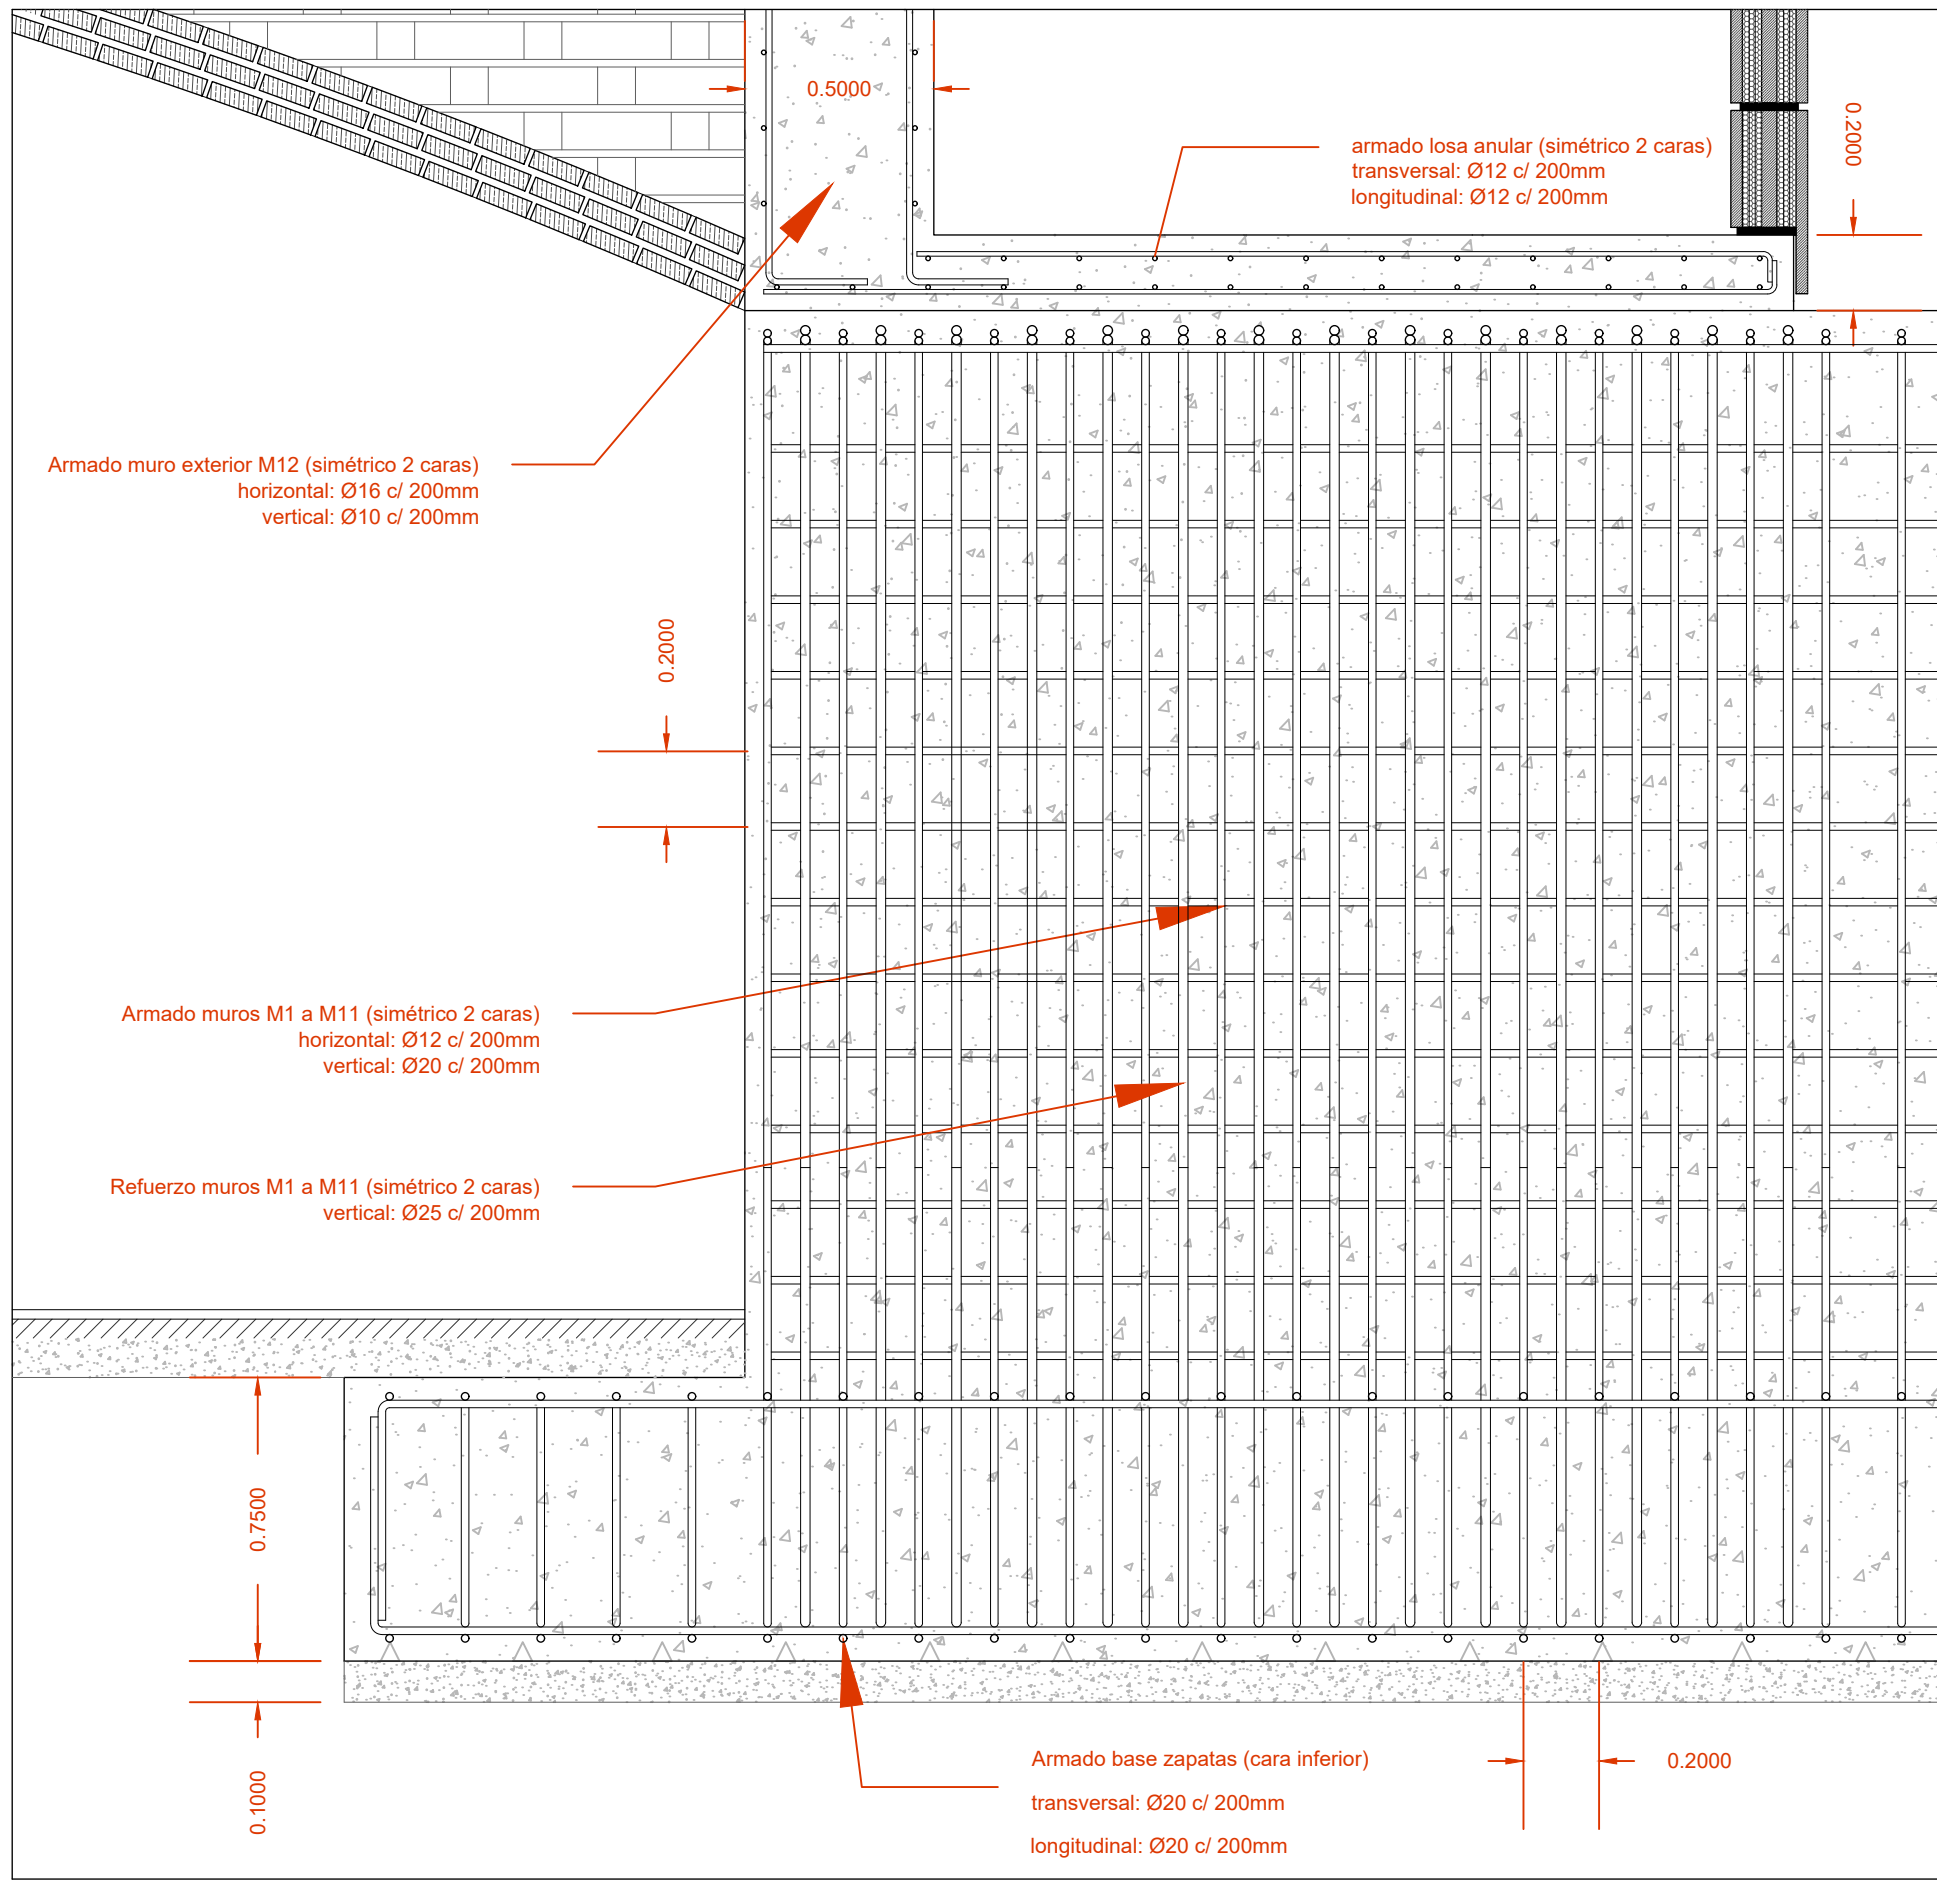 0.5000
0.2000
armado losa anular (simétrico 2 caras)
transversal: Ø12 c/ 200mm
longitudinal: Ø12 c/ 200mm
Armado muro exterior M12 (simétrico 2 caras)
horizontal: Ø16 c/ 200mm
vertical: Ø10 c/ 200mm
0.2000
Armado muros M1 a M11 (simétrico 2 caras)
horizontal: Ø12 c/ 200mm
vertical: Ø20 c/ 200mm
Refuerzo muros M1 a M11 (simétrico 2 caras)
vertical: Ø25 c/ 200mm
0.7500
0.1000
Armado base zapatas (cara inferior)
transversal: Ø20 c/ 200mm
longitudinal: Ø20 c/ 200mm
0.2000